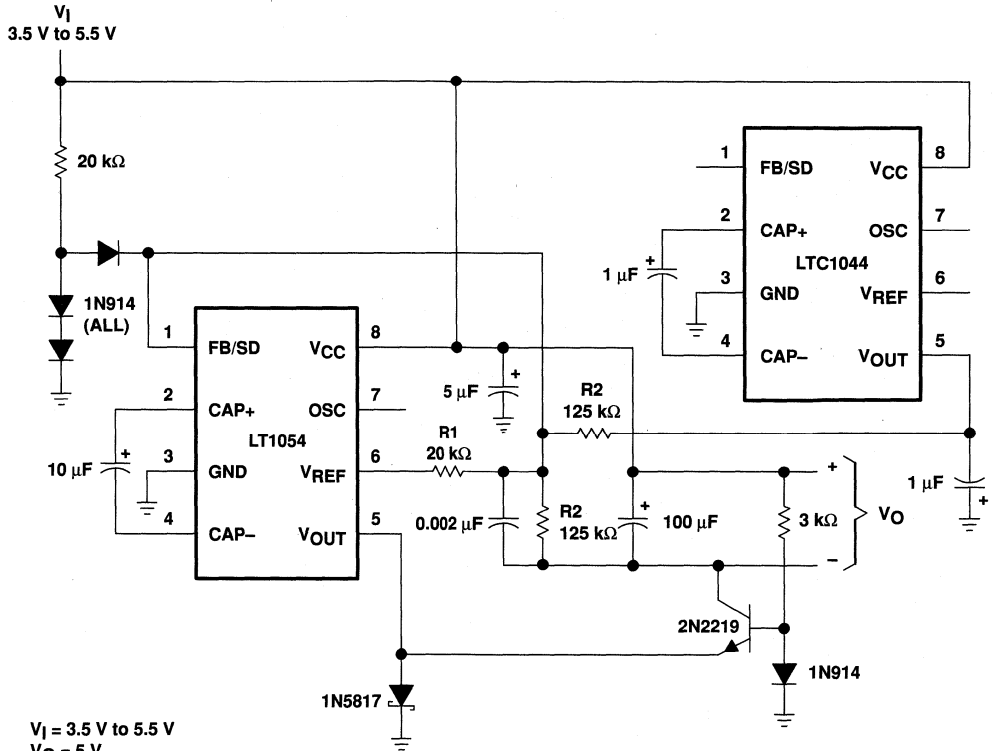 VI
3.5 V to 5.5 V
20 kΩ
1N914
(ALL)
1
FB/SD
VCC
8
2
CAP+
OSC
7
LT1054
3
GND
VREF
6
4
CAP–
VOUT
5
10 µF
+
5 µF
+
R1
20 kΩ
R2
125 kΩ
0.002 µF
R2
125 kΩ
+
100 µF
3 kΩ
+
–
VO
2N2219
1N914
1N5817
1
FB/SD
VCC
8
2
CAP+
OSC
7
LTC1044
3
GND
VREF
6
4
CAP–
VOUT
5
1 µF
+
1 µF
+
VI = 3.5 V to 5.5 V
VO = 5 V